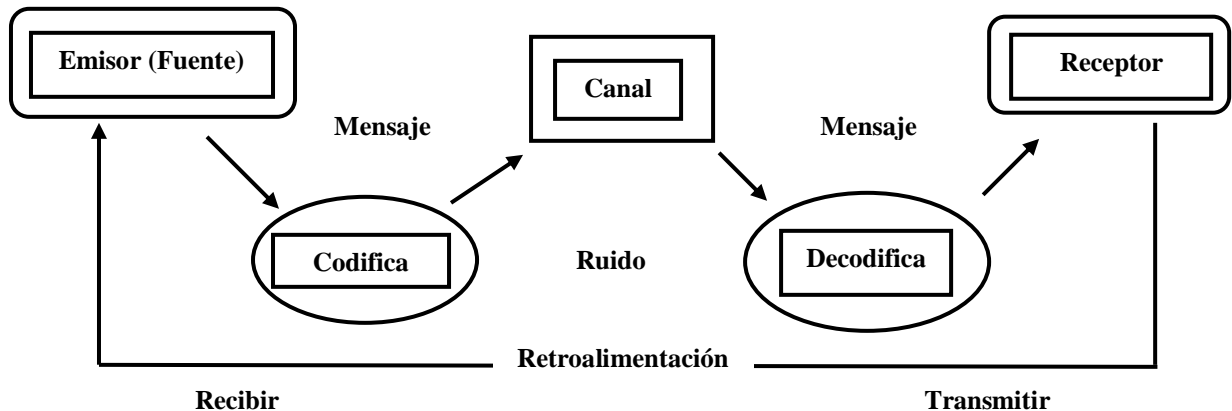 Emisor (Fuente)
Canal
Receptor
Mensaje
Mensaje
Codifica
Ruido
Decodifica
Retroalimentación
Recibir
Transmitir